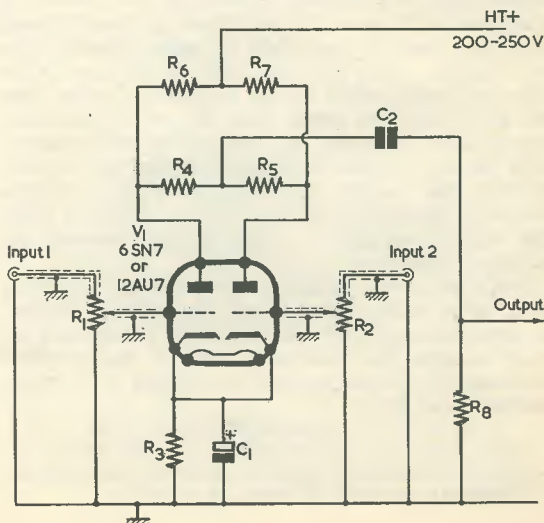 HT+
200-250V
R6
R7
C2
R4
R5
V1
6SN7
or
12AU7
Input 1
Input 2
R1
R2
Output
R3
+
C1
R8